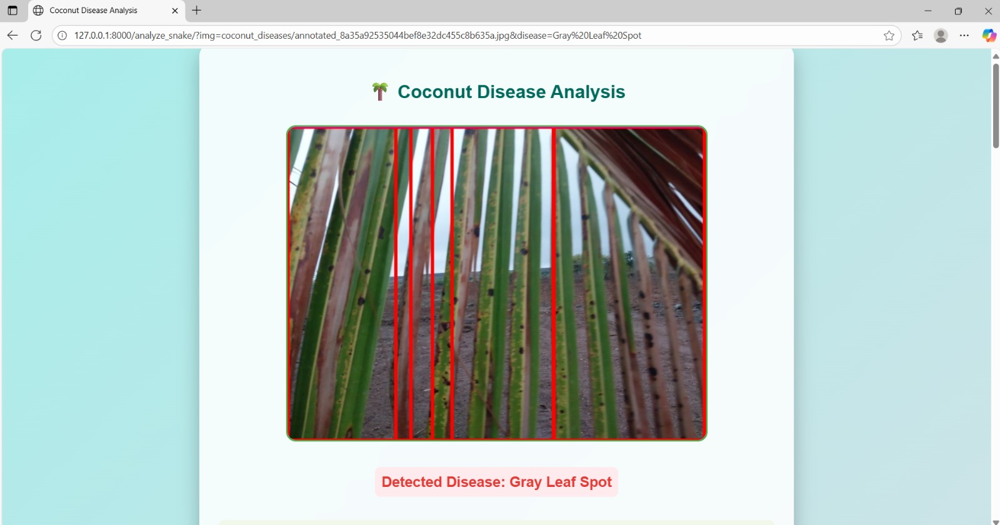 Coconut Disease Analysis
127.0.0.1:8000/analyze_snake/?img=coconut_diseases/annotated_8a35a92535044bef8e32dc455c8b635a.jpg&disease=Gray%20Leaf%20Spot
Coconut Disease Analysis
Detected Disease: Gray Leaf Spot